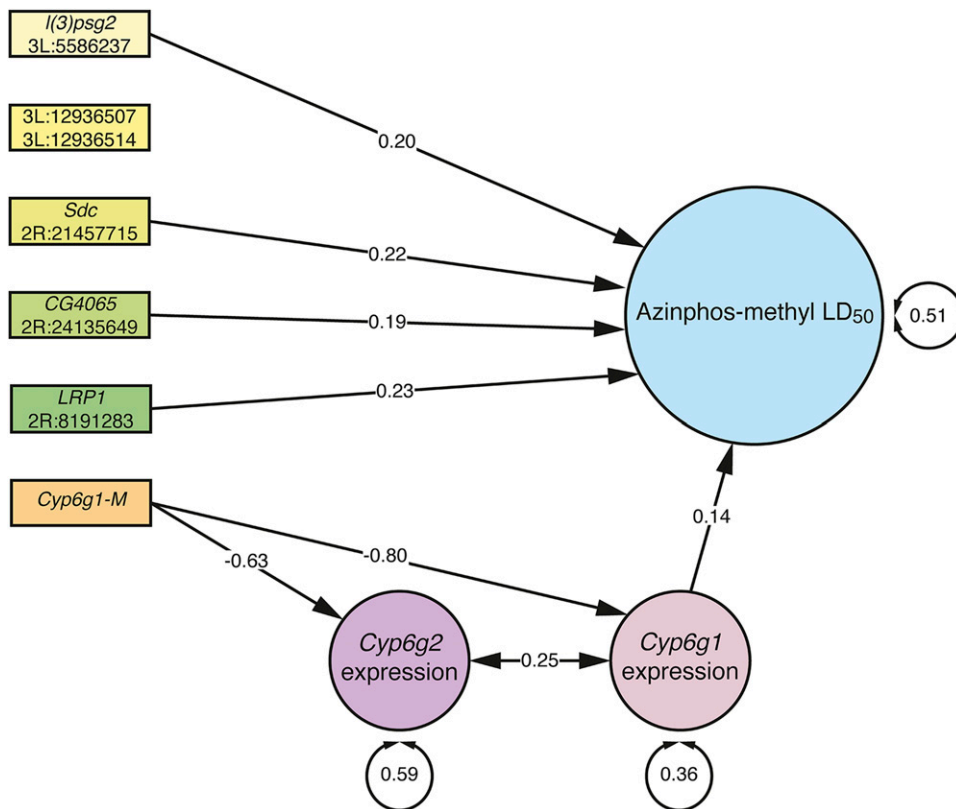 l(3)psg2
3L:5586237
3L:12936507
3L:12936514
Sdc
2R:21457715
CG4065
2R:24135649
LRP1
2R:8191283
Cyp6g1-M
0.20
0.22
0.19
0.23
Azinphos-methyl LD₅₀
0.51
0.14
-0.63
-0.80
Cyp6g2
expression
0.25
Cyp6g1
expression
0.59
0.36